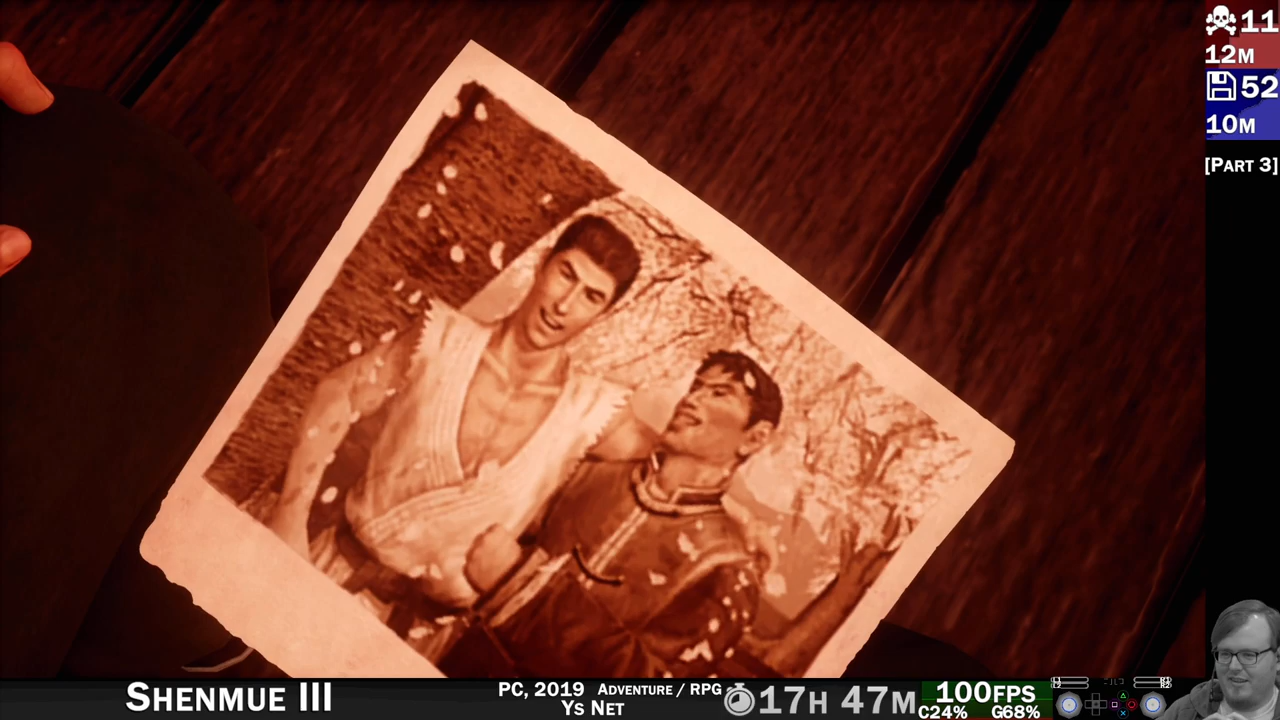 11
12M
52
10M
[PART 3]
SHENMUE III
PC, 2019 ADVENTURE / RPG
YS NET
17H 47M
100FPS
C24% G68%